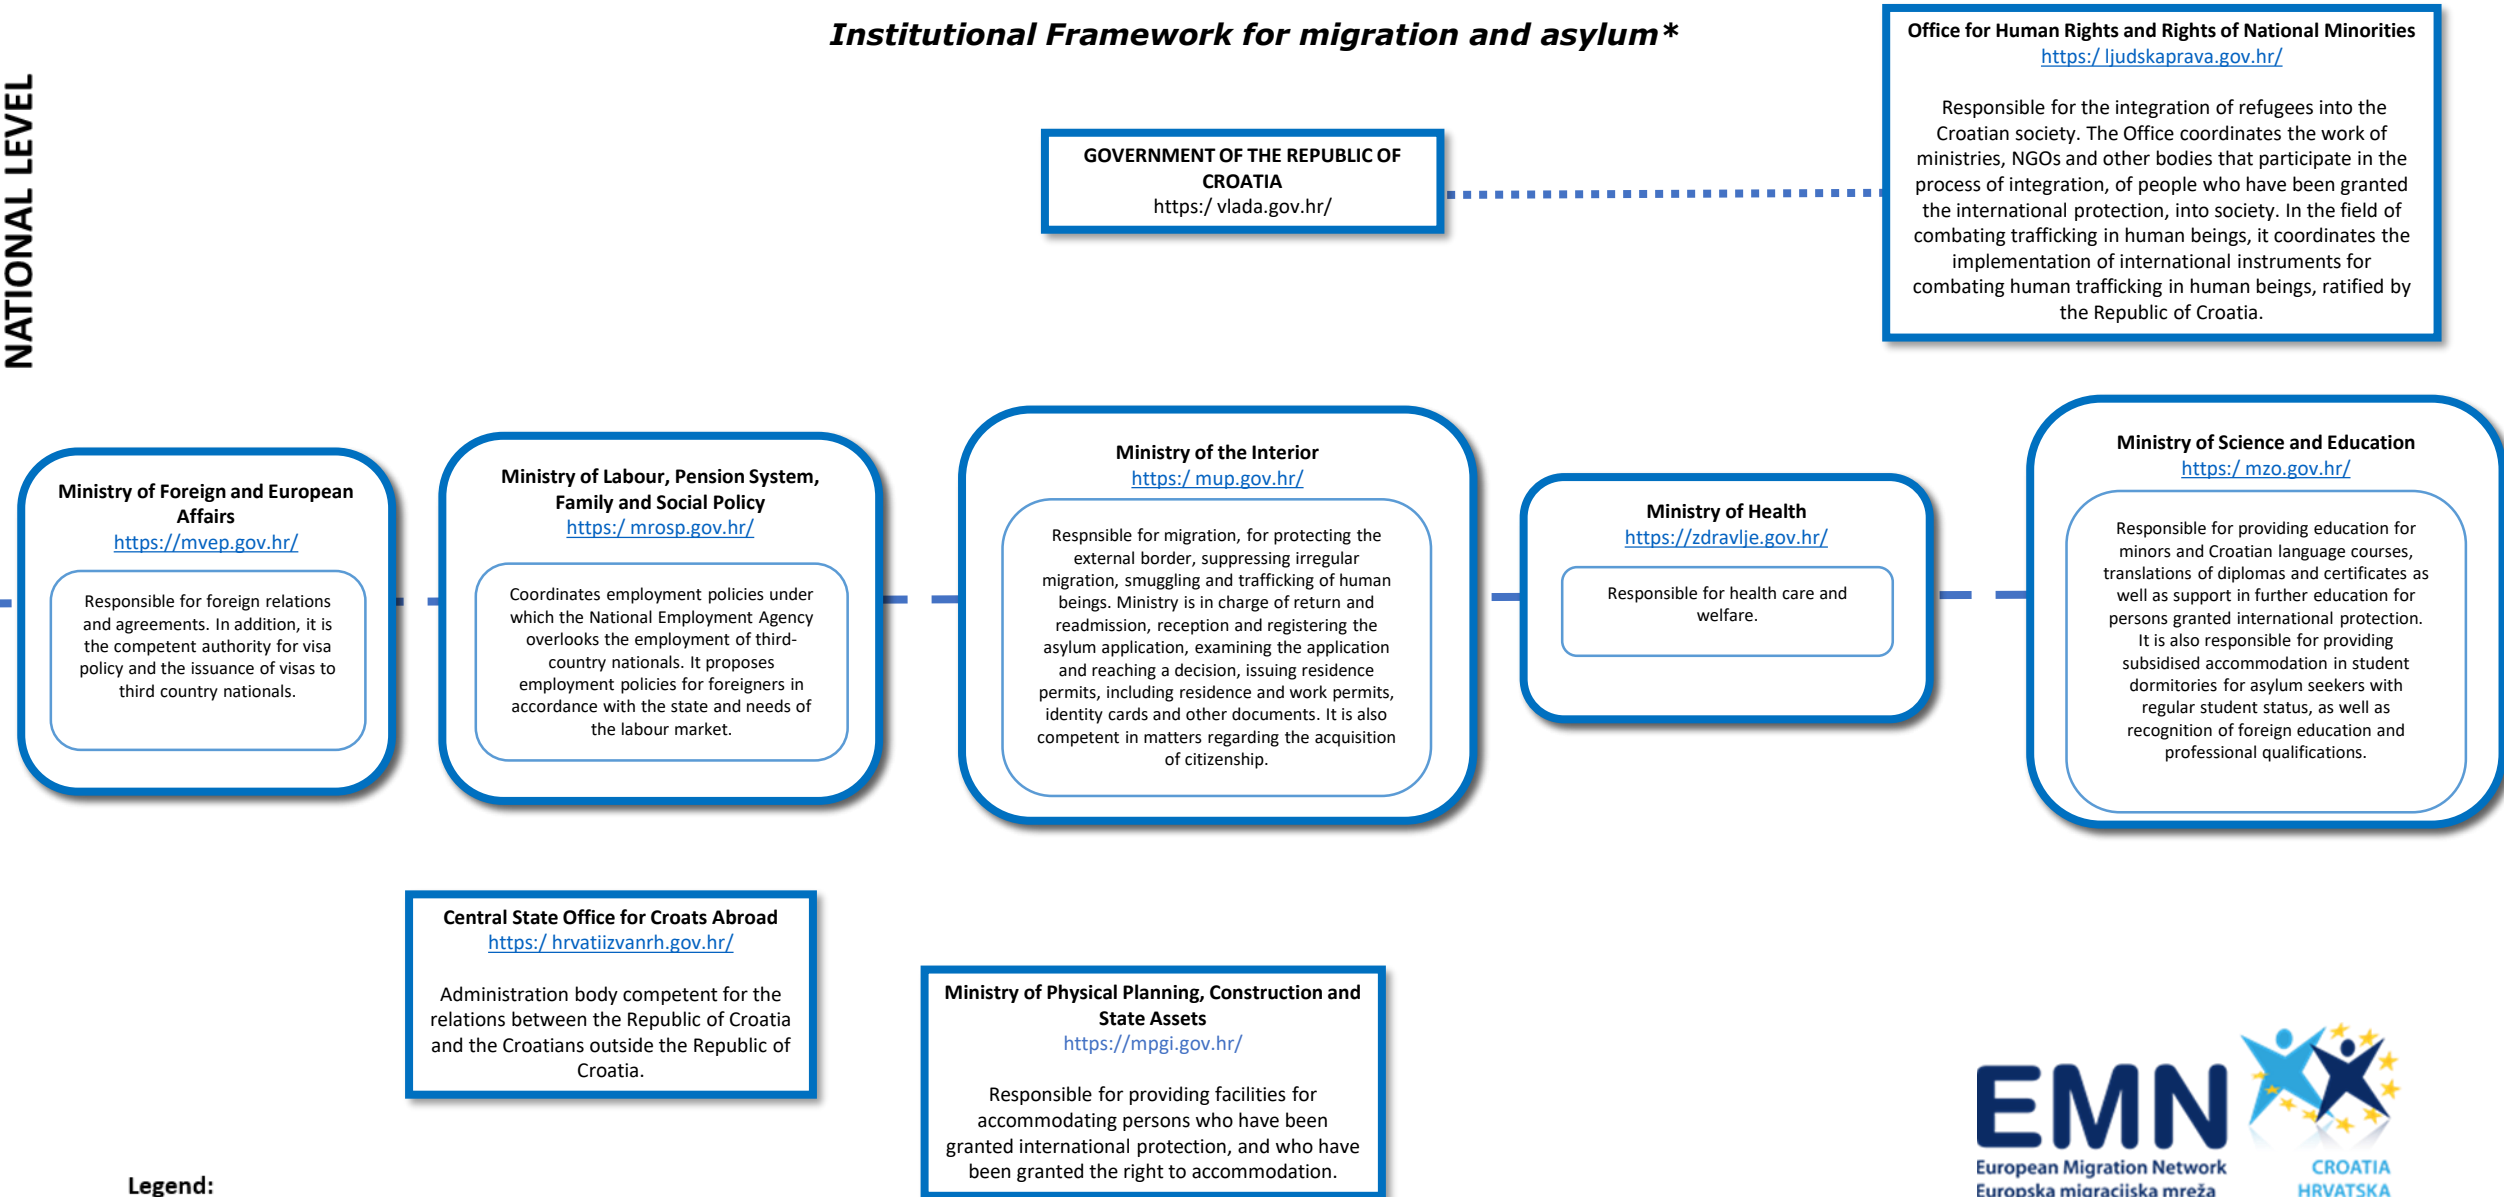 Institutional Framework for migration and asylum*
NATIONAL LEVEL
GOVERNMENT OF THE REPUBLIC OF
CROATIA
https:/ vlada.gov.hr/
Office for Human Rights and Rights of National Minorities
https:/ ljudskaprava.gov.hr/
Responsible for the integration of refugees into the
Croatian society. The Office coordinates the work of
ministries, NGOs and other bodies that participate in the
process of integration, of people who have been granted
the international protection, into society. In the field of
combating trafficking in human beings, it coordinates the
implementation of international instruments for
combating human trafficking in human beings, ratified by
the Republic of Croatia.
Ministry of Foreign and European
Affairs
https://mvep.gov.hr/
Responsible for foreign relations
and agreements. In addition, it is
the competent authority for visa
policy and the issuance of visas to
third country nationals.
Ministry of Labour, Pension System,
Family and Social Policy
https:/ mrosp.gov.hr/
Coordinates employment policies under
which the National Employment Agency
overlooks the employment of third-
country nationals. It proposes
employment policies for foreigners in
accordance with the state and needs of
the labour market.
Ministry of the Interior
https:/ mup.gov.hr/
Respnsible for migration, for protecting the
external border, suppressing irregular
migration, smuggling and trafficking of human
beings. Ministry is in charge of return and
readmission, reception and registering the
asylum application, examining the application
and reaching a decision, issuing residence
permits, including residence and work permits,
identity cards and other documents. It is also
competent in matters regarding the acquisition
of citizenship.
Ministry of Health
https://zdravlje.gov.hr/
Responsible for health care and
welfare.
Ministry of Science and Education
https:/ mzo.gov.hr/
Responsible for providing education for
minors and Croatian language courses,
translations of diplomas and certificates as
well as support in further education for
persons granted international protection.
It is also responsible for providing
subsidised accommodation in student
dormitories for asylum seekers with
regular student status, as well as
recognition of foreign education and
professional qualifications.
Central State Office for Croats Abroad
https:/ hrvatiizvanrh.gov.hr/
Administration body competent for the
relations between the Republic of Croatia
and the Croatians outside the Republic of
Croatia.
Ministry of Physical Planning, Construction and
State Assets
https://mpgi.gov.hr/
Responsible for providing facilities for
accommodating persons who have been
granted international protection, and who have
been granted the right to accommodation.
Legend:
EMN
European Migration Network
Europska migracijska mreža
CROATIA
HRVATSKA